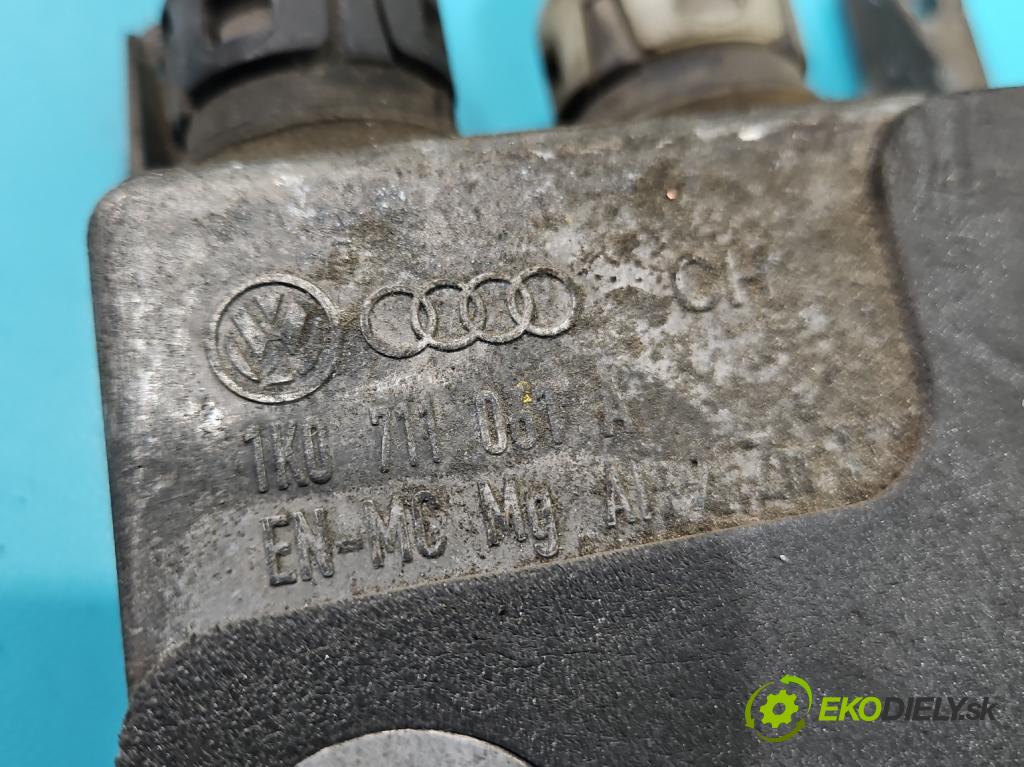 CH
1K0 711 061 A
EN-MC Mg
EKODIELY.sk